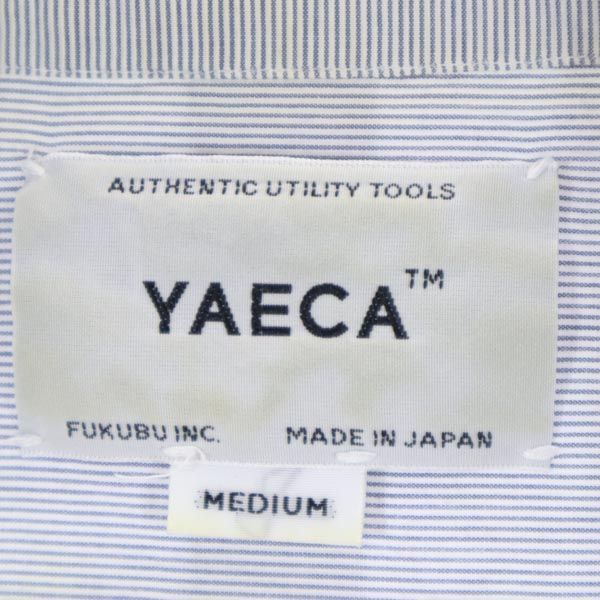 AUTHENTIC UTILITY TOOLS
YAECA™
FUKUBU INC. MADE IN JAPAN
MEDIUM